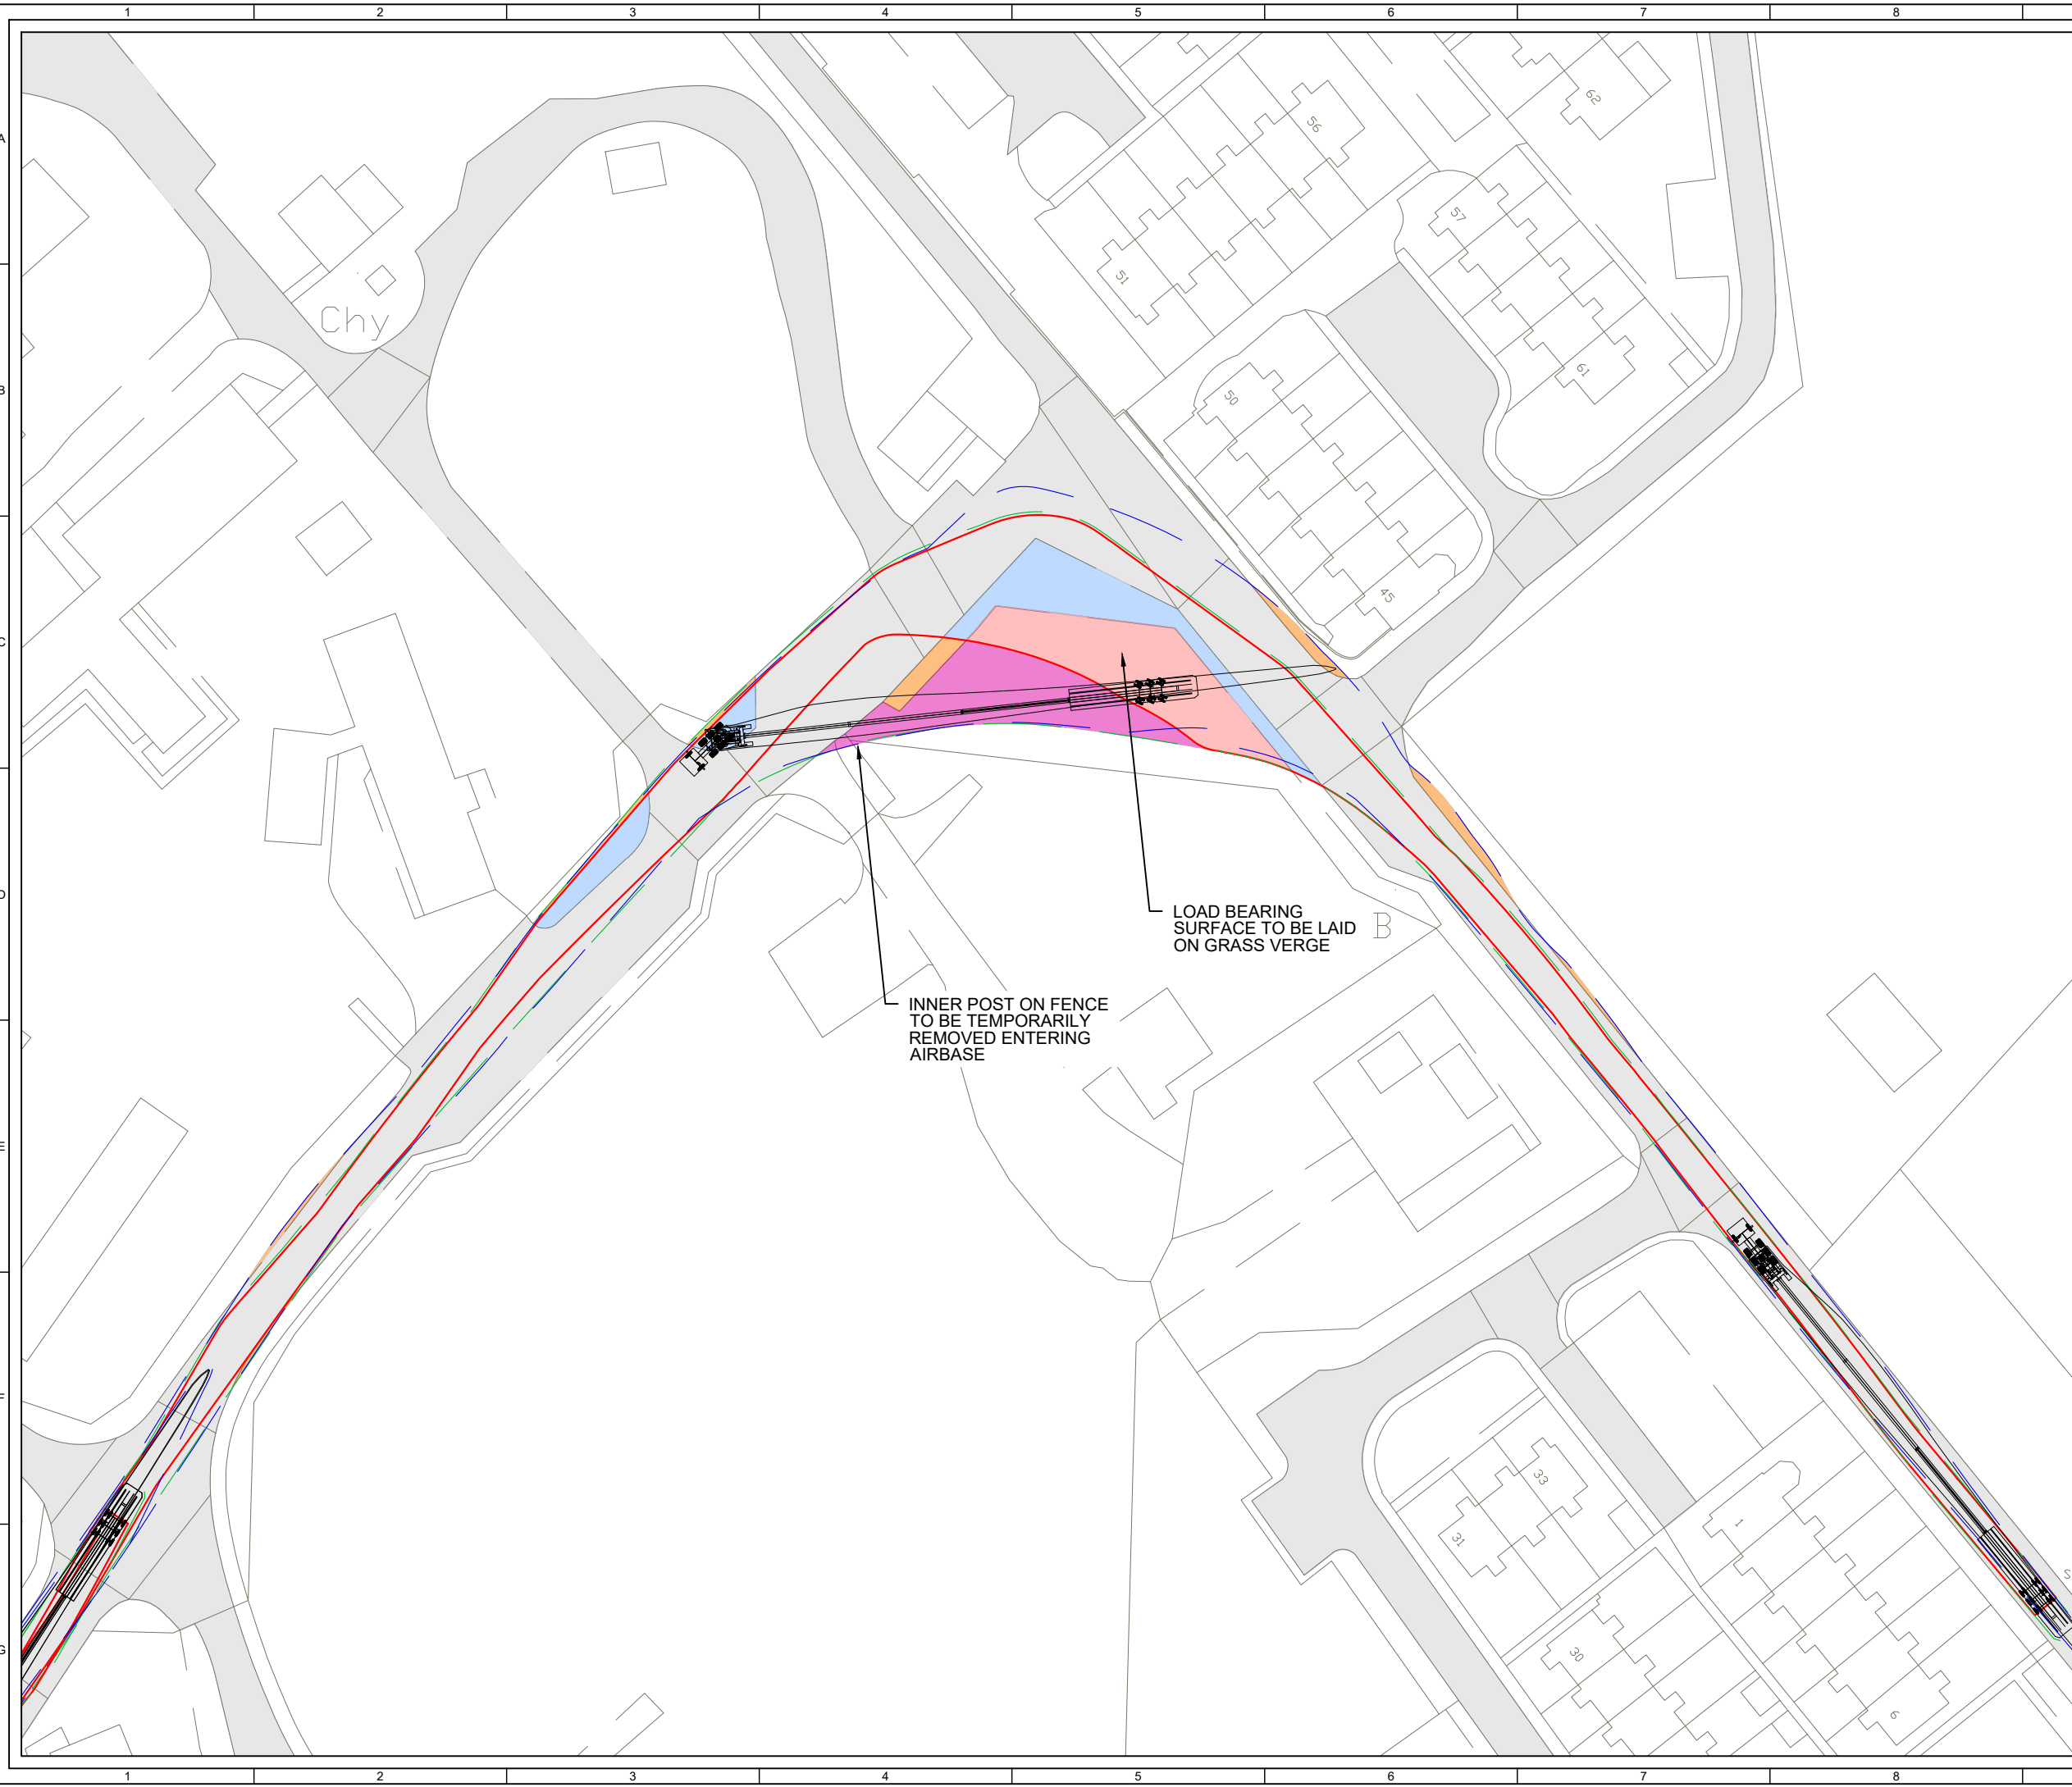 1 2 3 4 5 6 7 8
A
56
62
57
51
Chy
B
50
61
45
C
D
LOAD BEARING
SURFACE TO BE LAID
ON GRASS VERGE
B
INNER POST ON FENCE
TO BE TEMPORARILY
REMOVED ENTERING
AIRBASE
E
F
33
31
1
G
30
6
1 2 3 4 5 6 7 8